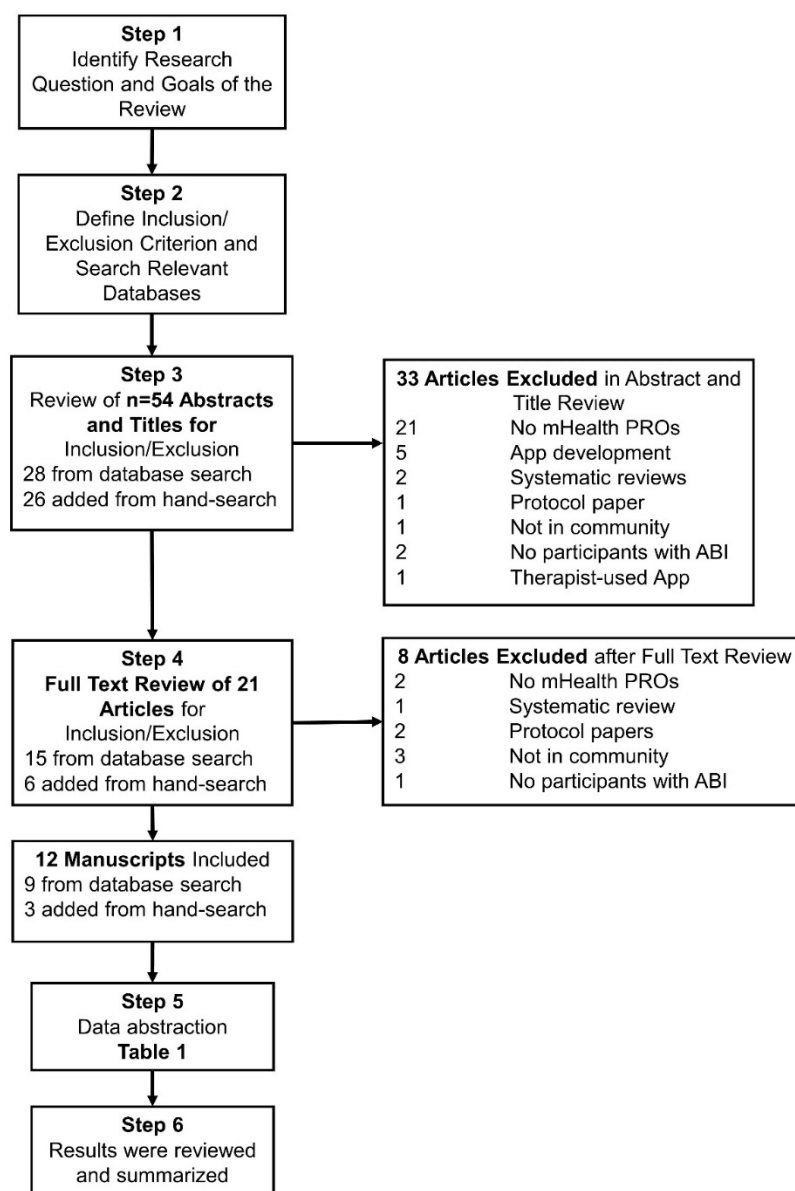 Step 1
Identify Research
Question and Goals of the
Review
Step 2
Define Inclusion/
Exclusion Criterion and
Search Relevant
Databases
Step 3
Review of n=54 Abstracts
and Titles for
Inclusion/Exclusion
28 from database search
26 added from hand-search
33 Articles Excluded in Abstract and
Title Review
21 No mHealth PROs
5 App development
2 Systematic reviews
1 Protocol paper
1 Not in community
2 No participants with ABI
1 Therapist-used App
Step 4
Full Text Review of 21
Articles for
Inclusion/Exclusion
15 from database search
6 added from hand-search
8 Articles Excluded after Full Text Review
2 No mHealth PROs
1 Systematic review
2 Protocol papers
3 Not in community
1 No participants with ABI
12 Manuscripts Included
9 from database search
3 added from hand-search
Step 5
Data abstraction
Table 1
Step 6
Results were reviewed
and summarized